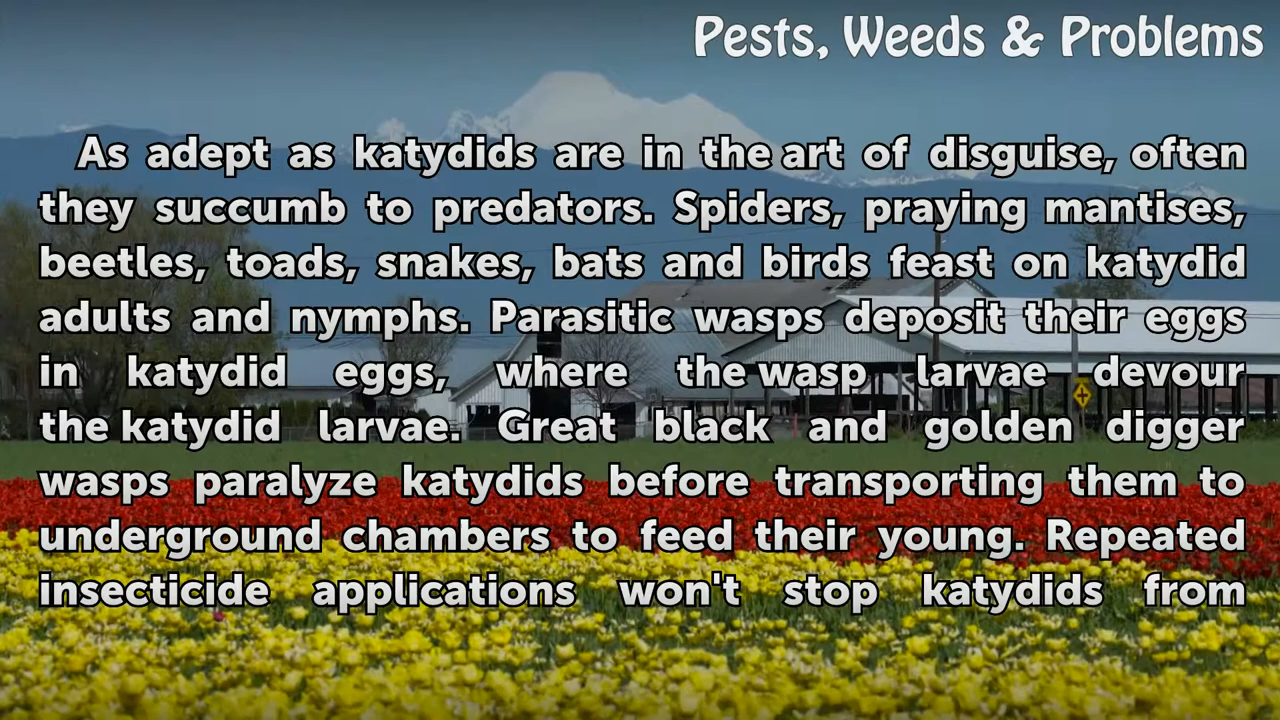 Pests, Weeds & Problems
As adept as katydids are in the art of disguise, often
they succumb to predators. Spiders, praying mantises,
beetles, toads, snakes, bats and birds feast on katydid
adults and nymphs. Parasitic wasps deposit their eggs
in katydid eggs, where the wasp larvae devour
the katydid larvae. Great black and golden digger
wasps paralyze katydids before transporting them to
underground chambers to feed their young. Repeated
insecticide applications won't stop katydids from